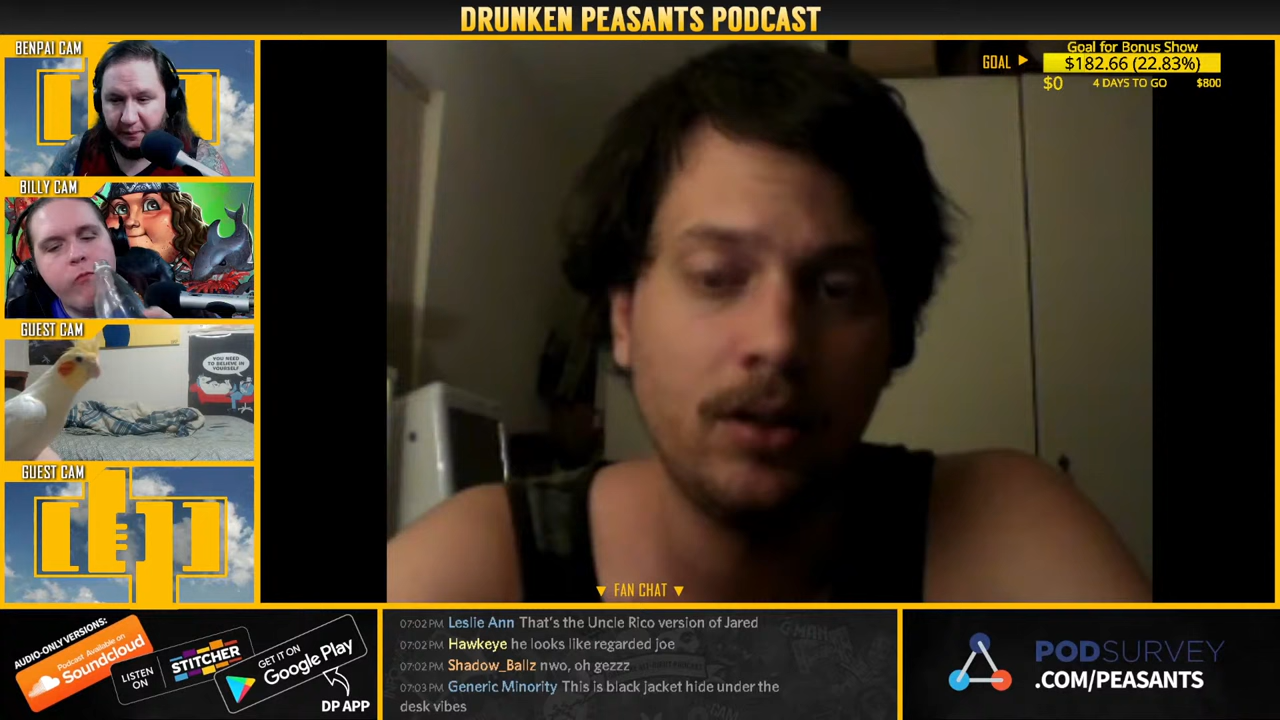 DRUNKEN PEASANTS PODCAST
BENPAI CAM
BILLY CAM
GUEST CAM
YOU NEED
TO BELIEVE IN
YOURSELF
GUEST CAM
GOAL
Goal for Bonus Show
$182.66 (22.83%)
$0 4 DAYS TO GO $800
▼ FAN CHAT ▼
07:02 PM Leslie Ann That's the Uncle Rico version of Jared
07:02 PM Hawkeye he looks like regarded joe
07:02 PM Shadow_Ballz nwo, oh gezzz
07:03 PM Generic Minority This is black jacket hide under the
desk vibes
AUDIO-ONLY VERSIONS:
Podcast Available on
Soundcloud
LISTEN
ON
STITCHER
GET IT ON
Google Play
DP APP
PODSURVEY
.COM/PEASANTS